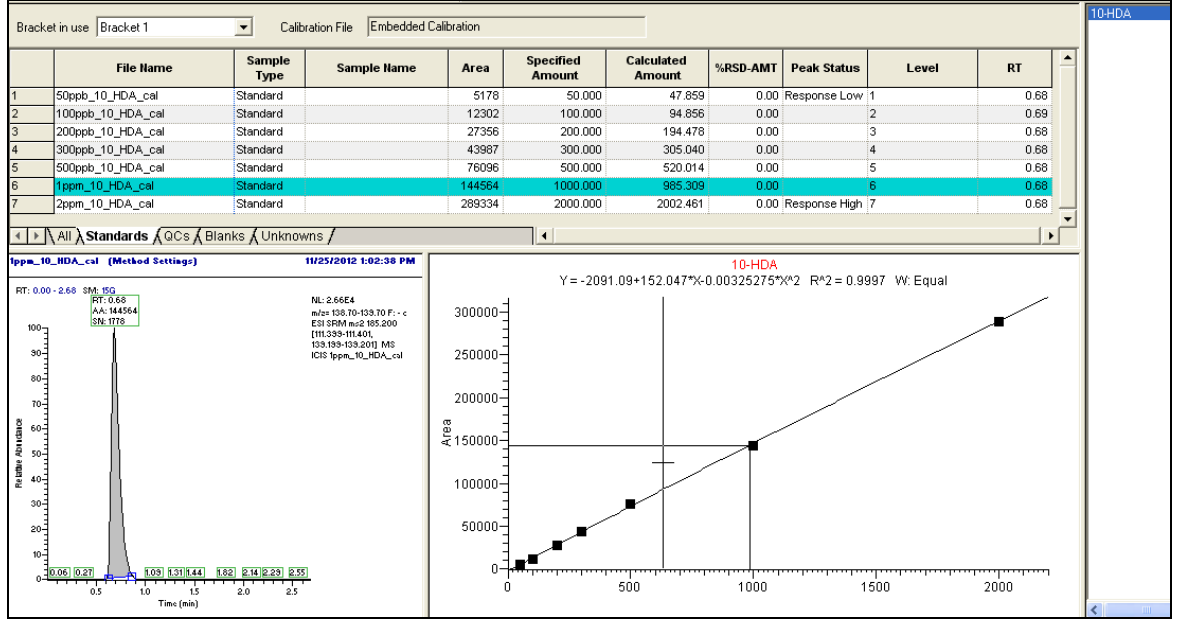 Bracket in use Bracket 1 Calibration File Embedded Calibration
10-HDA
File Name Sample Type Sample Name Area Specified Amount Calculated Amount %RSD-AMT Peak Status Level RT
1 50ppb_10_HDA_cal Standard 5178 50.000 47.859 0.00 Response Low 1 0.68
2 100ppb_10_HDA_cal Standard 12302 100.000 94.856 0.00 2 0.69
3 200ppb_10_HDA_cal Standard 27356 200.000 194.478 0.00 3 0.68
4 300ppb_10_HDA_cal Standard 43987 300.000 305.040 0.00 4 0.68
5 500ppb_10_HDA_cal Standard 76096 500.000 520.014 0.00 5 0.68
6 1ppm_10_HDA_cal Standard 144564 1000.000 985.309 0.00 6 0.68
7 2ppm_10_HDA_cal Standard 289334 2000.000 2002.461 0.00 Response High 7 0.68
All Standards QCs Blanks Unknowns
1ppm_10_HDA_cal (Method Settings) 11/25/2012 1:02:38 PM
RT: 0.00 - 2.68 SM: 15G
RT: 0.68
AA: 144564
SN: 1778
NL: 2.66E4
m/z= 138.70-139.70 F: - c
ESI SRM ms2 185.200
[111.399-111.401,
139.199-139.201] MS
ICIS 1ppm_10_HDA_cal
100
90
80
70
60
50
40
30
20
10
0
Relative Abundance
0.06 0.27 1.09 1.31 1.44 1.82 2.14 2.29 2.55
0.5 1.0 1.5 2.0 2.5
Time (min)
10-HDA
Y = -2091.09+152.047*X-0.00325275*X^2 R^2 = 0.9997 W: Equal
300000
250000
200000
150000
100000
50000
0
Area
0 500 1000 1500 2000